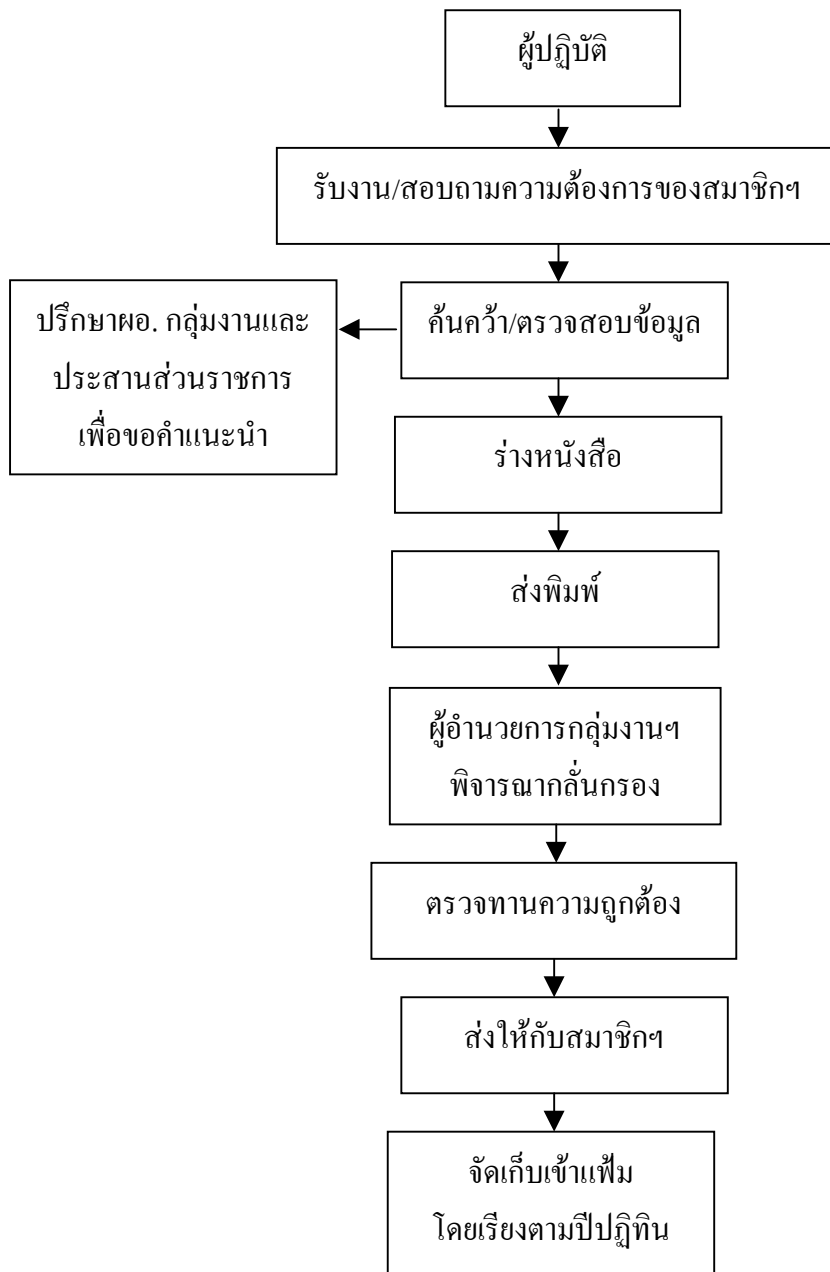 ผู้ปฏิบัติ
รับงาน/สอบถามความต้องการของสมาชิกฯ
ค้นคว้า/ตรวจสอบข้อมูล
ปรึกษาผอ. กลุ่มงานและ
ประสานส่วนราชการ
เพื่อขอคำแนะนำ
ร่างหนังสือ
ส่งพิมพ์
ผู้อำนวยการกลุ่มงานฯ
พิจารณากลั่นกรอง
ตรวจทานความถูกต้อง
ส่งให้กับสมาชิกฯ
จัดเก็บเข้าแฟ้ม
โดยเรียงตามปีปฏิทิน